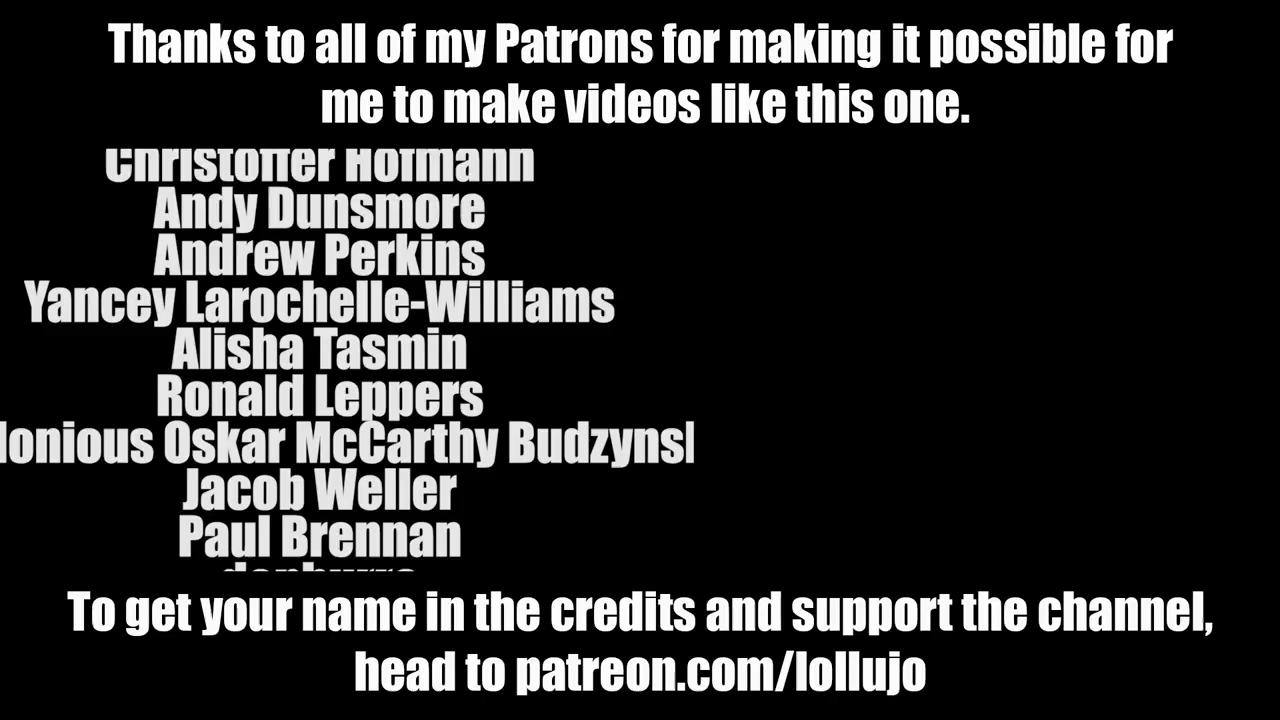 Thanks to all of my Patrons for making it possible for
me to make videos like this one.
Christoffer Hofmann
Andy Dunsmore
Andrew Perkins
Yancey Larochelle-Williams
Alisha Tasmin
Ronald Leppers
Oskar McCarthy
Jacob Weller
Paul Brennan
To get your name in the credits and support the channel,
head to patreon.com/lollujo